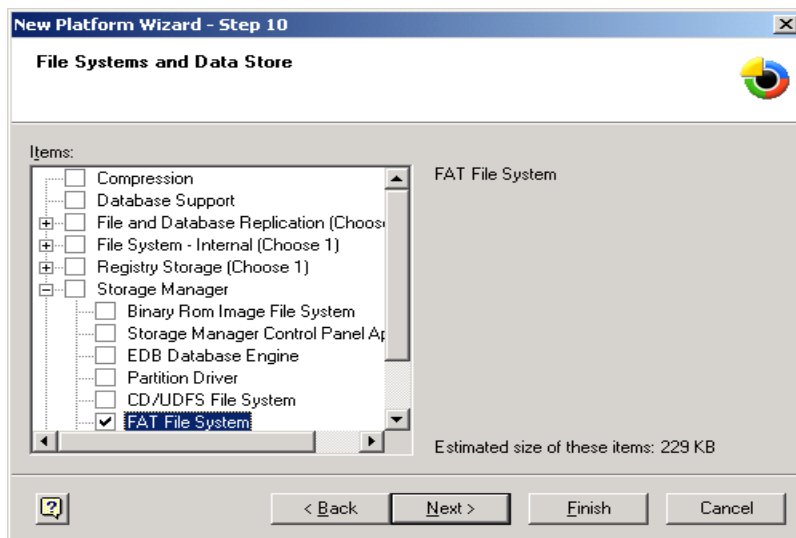 New Platform Wizard - Step 10
File Systems and Data Store
Items:
Compression
Database Support
File and Database Replication (Choos
File System - Internal (Choose 1)
Registry Storage (Choose 1)
Storage Manager
Binary Rom Image File System
Storage Manager Control Panel Ap
EDB Database Engine
Partition Driver
CD/UDFS File System
FAT File System
FAT File System
Estimated size of these items: 229 KB
< Back
Next >
Finish
Cancel